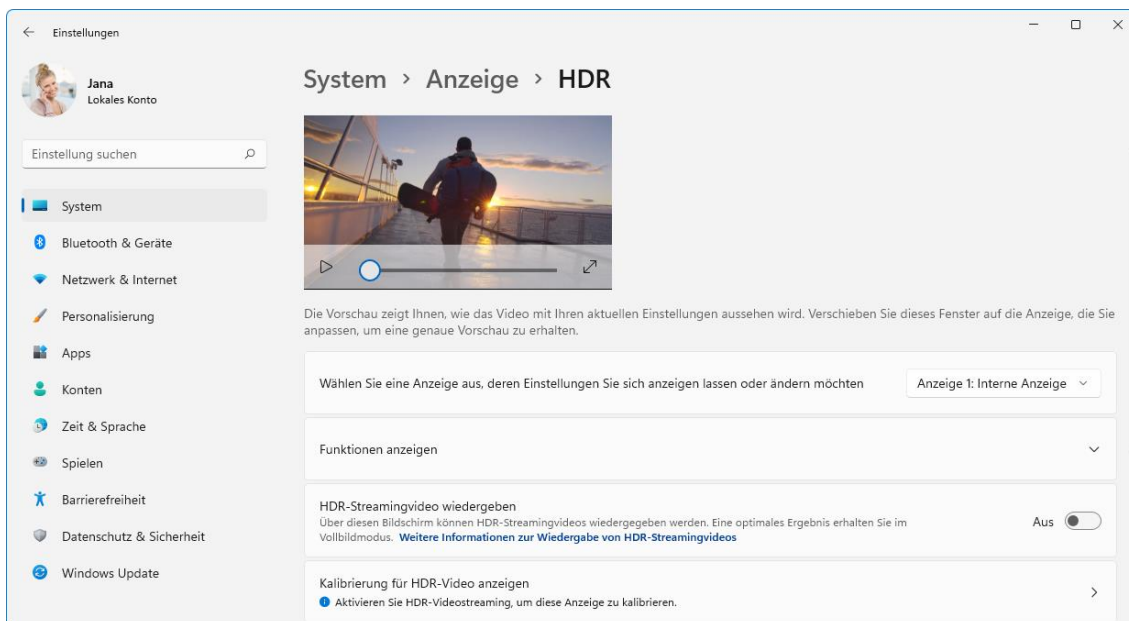 Einstellungen
Jana
Lokales Konto
Einstellung suchen
System
Bluetooth & Geräte
Netzwerk & Internet
Personalisierung
Apps
Konten
Zeit & Sprache
Spielen
Barrierefreiheit
Datenschutz & Sicherheit
Windows Update
System > Anzeige > HDR
Die Vorschau zeigt Ihnen, wie das Video mit Ihren aktuellen Einstellungen aussehen wird. Verschieben Sie dieses Fenster auf die Anzeige, die Sie
anpassen, um eine genaue Vorschau zu erhalten.
Wählen Sie eine Anzeige aus, deren Einstellungen Sie sich anzeigen lassen oder ändern möchten
Anzeige 1: Interne Anzeige
Funktionen anzeigen
HDR-Streamingvideo wiedergeben
Über diesen Bildschirm können HDR-Streamingvideos wiedergegeben werden. Eine optimales Ergebnis erhalten Sie im
Vollbildmodus. Weitere Informationen zur Wiedergabe von HDR-Streamingvideos
Aus
Kalibrierung für HDR-Video anzeigen
Aktivieren Sie HDR-Videostreaming, um diese Anzeige zu kalibrieren.